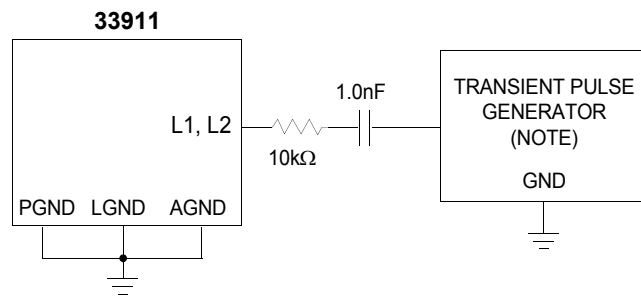 33911
L1, L2
10kΩ
1.0nF
TRANSIENT PULSE
GENERATOR
(NOTE)
GND
PGND LGND AGND